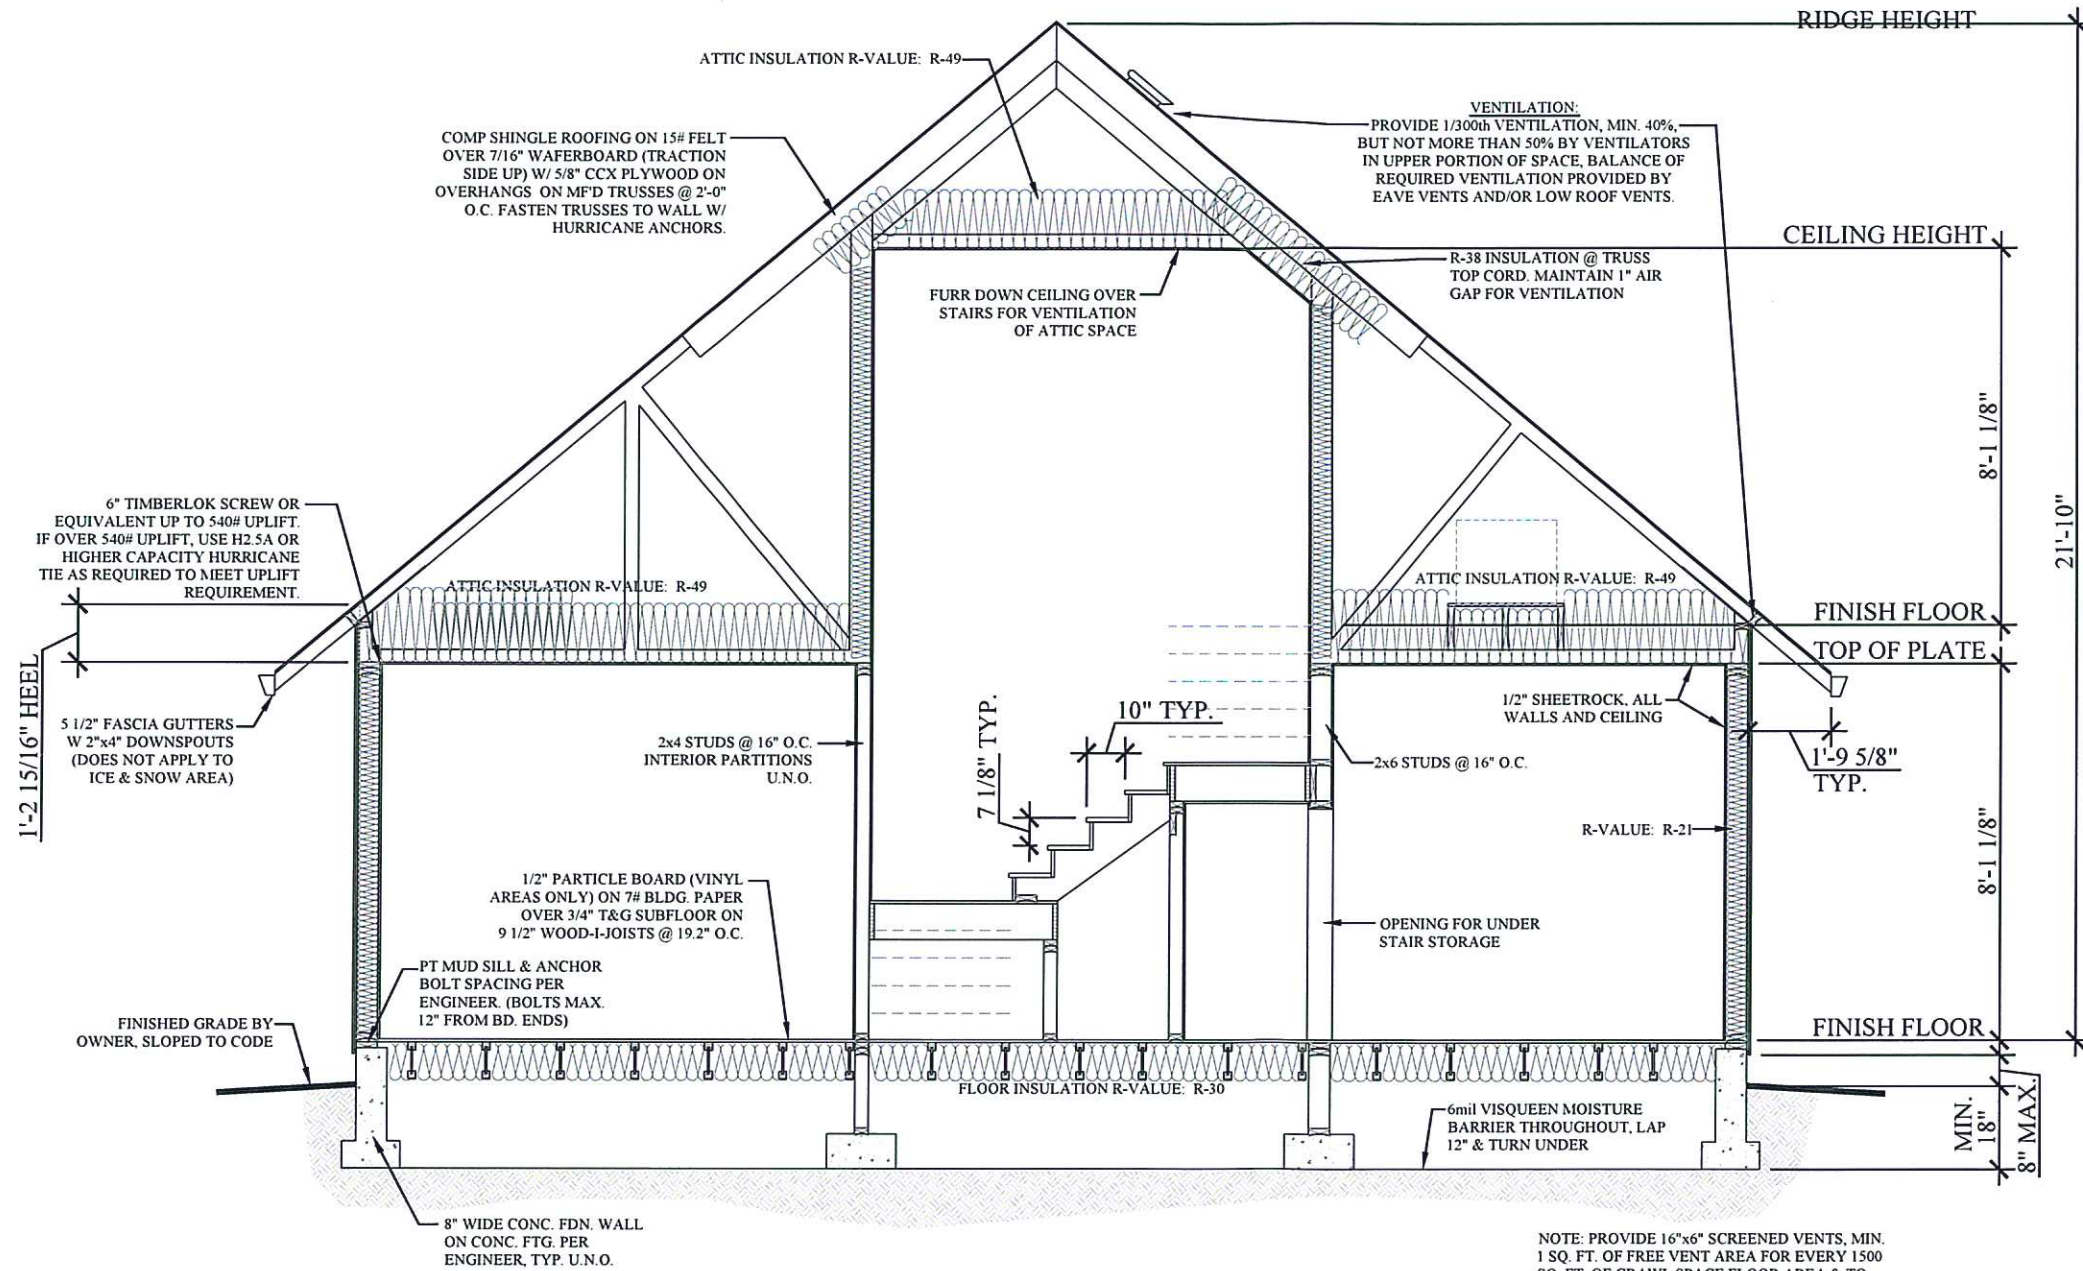 RIDGE HEIGHT
ATTIC INSULATION R-VALUE: R-49
COMP SHINGLE ROOFING ON 15# FELT
OVER 7/16" WAFERBOARD (TRACTION
SIDE UP) W/ 5/8" CCX PLYWOOD ON
OVERHANGS ON MF'D TRUSSES @ 2'-0"
O.C. FASTEN TRUSSES TO WALL W/
HURRICANE ANCHORS.
VENTILATION:
PROVIDE 1/300th VENTILATION, MIN. 40%,
BUT NOT MORE THAN 50% BY VENTILATORS
IN UPPER PORTION OF SPACE, BALANCE OF
REQUIRED VENTILATION PROVIDED BY
EAVE VENTS AND/OR LOW ROOF VENTS.
CEILING HEIGHT
R-38 INSULATION @ TRUSS
TOP CORD. MAINTAIN 1" AIR
GAP FOR VENTILATION
FURR DOWN CEILING OVER
STAIRS FOR VENTILATION
OF ATTIC SPACE
8'-1 1/8"
21'-10"
6" TIMBERLOK SCREW OR
EQUIVALENT UP TO 540# UPLIFT.
IF OVER 540# UPLIFT, USE H2.5A OR
HIGHER CAPACITY HURRICANE
TIE AS REQUIRED TO MEET UPLIFT
REQUIREMENT.
ATTIC INSULATION R-VALUE: R-49
ATTIC INSULATION R-VALUE: R-49
FINISH FLOOR
TOP OF PLATE
1'-2 15/16" HEEL
5 1/2" FASCIA GUTTERS
W 2"x4" DOWNSPOUTS
(DOES NOT APPLY TO
ICE & SNOW AREA)
2x4 STUDS @ 16" O.C.
INTERIOR PARTITIONS
U.N.O.
7 1/8" TYP.
10" TYP.
1/2" SHEETROCK, ALL
WALLS AND CEILING
2x6 STUDS @ 16" O.C.
1'-9 5/8"
TYP.
R-VALUE: R-21
8'-1 1/8"
1/2" PARTICLE BOARD (VINYL
AREAS ONLY) ON 7# BLDG. PAPER
OVER 3/4" T&G SUBFLOOR ON
9 1/2" WOOD-I-JOISTS @ 19.2" O.C.
OPENING FOR UNDER
STAIR STORAGE
PT MUD SILL & ANCHOR
BOLT SPACING PER
ENGINEER. (BOLTS MAX.
12" FROM BD. ENDS)
FINISHED GRADE BY
OWNER, SLOPED TO CODE
FINISH FLOOR
FLOOR INSULATION R-VALUE: R-30
6mil VISQUEEN MOISTURE
BARRIER THROUGHOUT, LAP
12" & TURN UNDER
MIN.
18"
8" MAX.
8" WIDE CONC. FDN. WALL
ON CONC. FTG. PER
ENGINEER, TYP. U.N.O.
NOTE: PROVIDE 16"x6" SCREENED VENTS, MIN.
1 SQ. FT. OF FREE VENT AREA FOR EVERY 1500
SQ. FT. OF CRAWL SPACE FLOOR AREA & TO